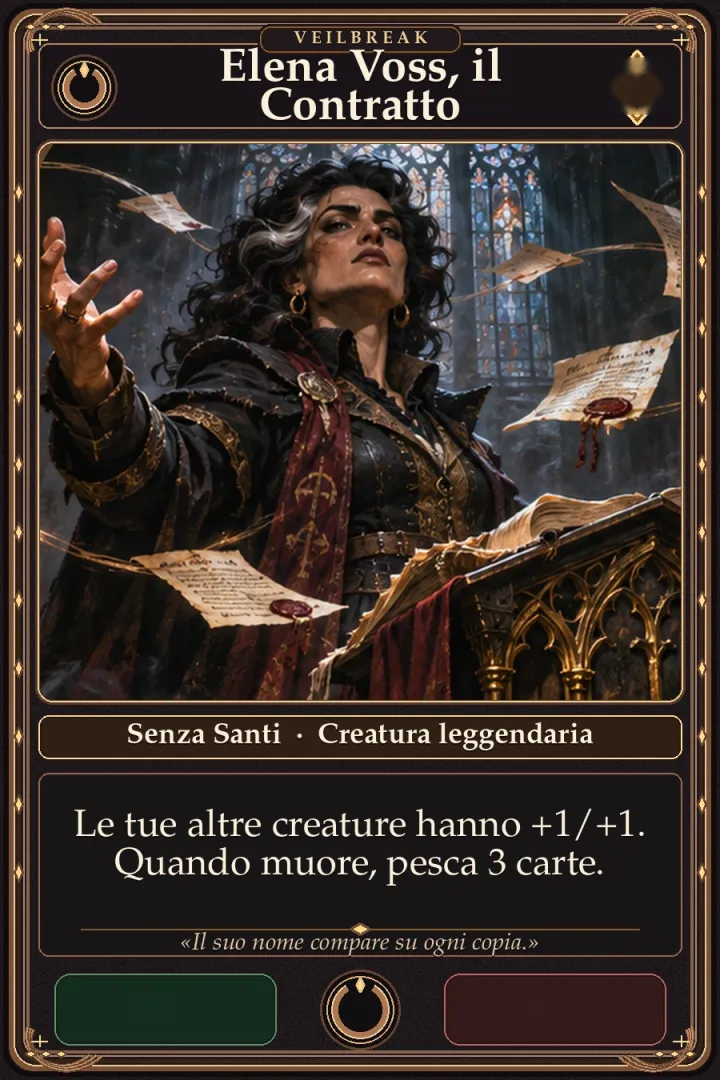 VEILBREAK
Elena Voss, il
Contratto
Senza Santi · Creatura leggendaria
Le tue altre creature hanno +1/+1.
Quando muore, pesca 3 carte.
«Il suo nome compare su ogni copia.»